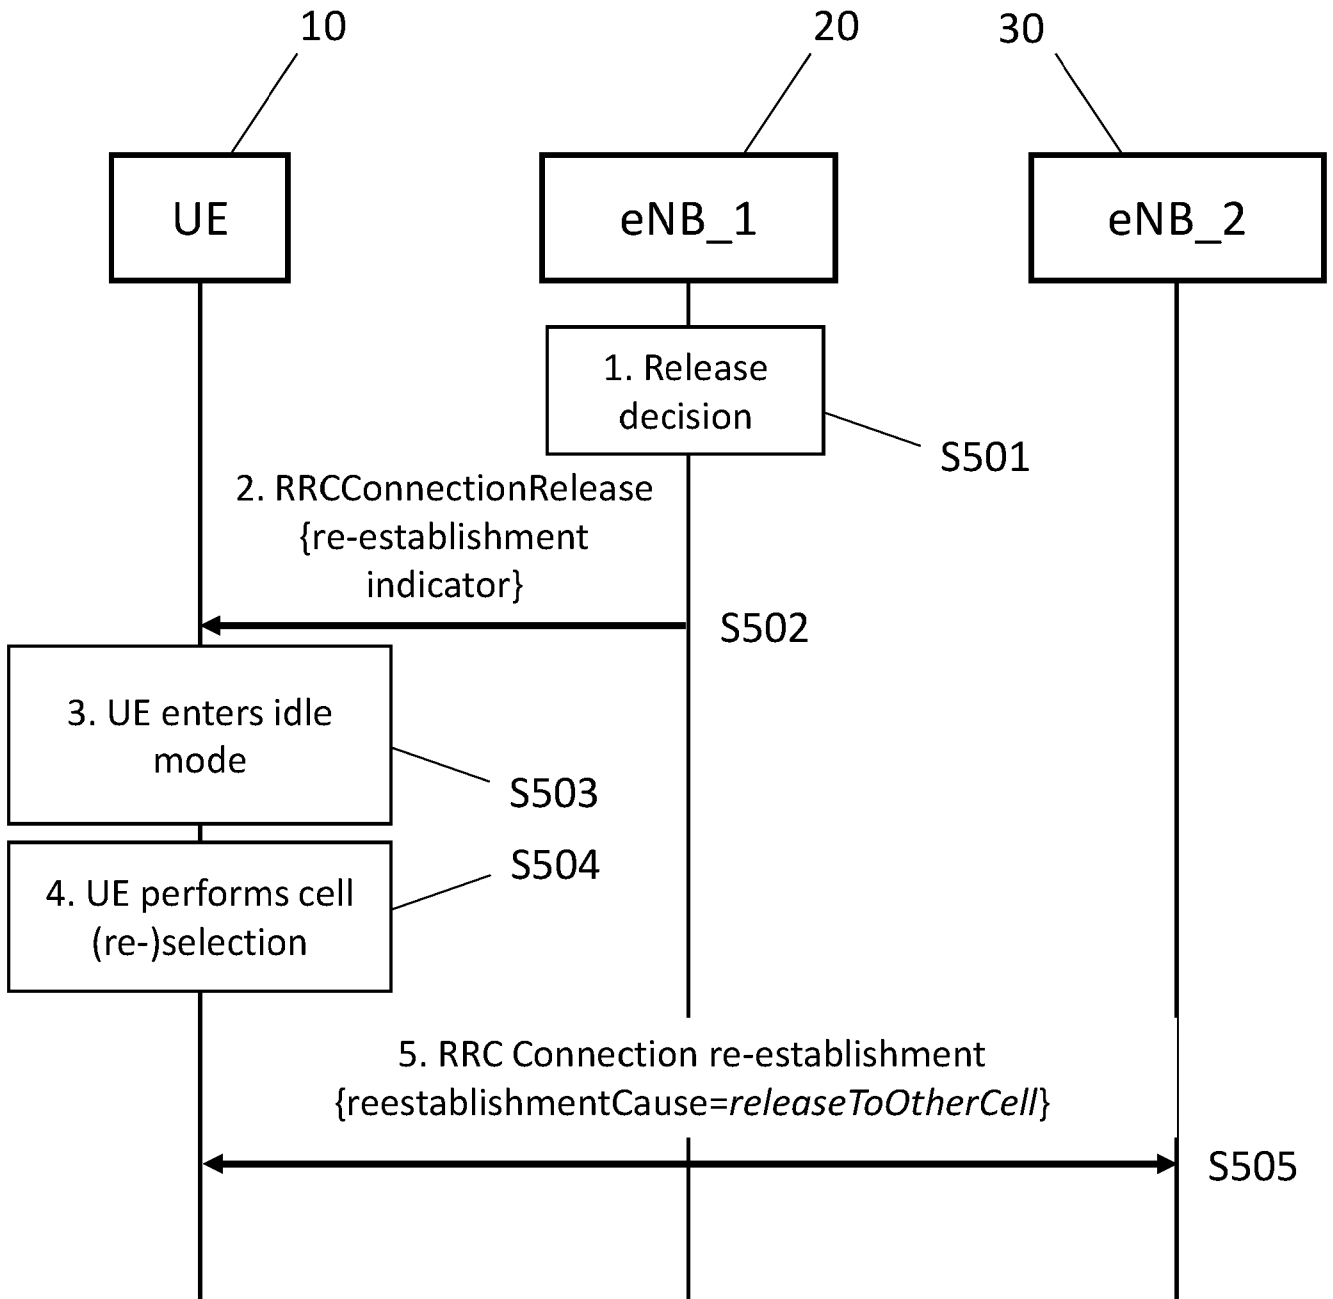 10
20
30
UE
eNB_1
eNB_2
1. Release
decision
S501
2. RRCConnectionRelease
{re-establishment
indicator}
S502
3. UE enters idle
mode
S503
S504
4. UE performs cell
(re-)selection
5. RRC Connection re-establishment
{reestablishmentCause=releaseToOtherCell}
S505